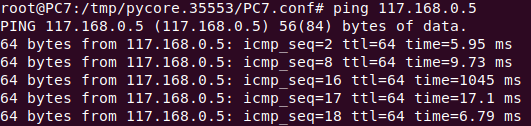 root@PC7:/tmp/pycore.35553/PC7.conf# ping 117.168.0.5
PING 117.168.0.5 (117.168.0.5) 56(84) bytes of data.
64 bytes from 117.168.0.5: icmp_seq=2 ttl=64 time=5.95 ms
64 bytes from 117.168.0.5: icmp_seq=8 ttl=64 time=9.73 ms
64 bytes from 117.168.0.5: icmp_seq=16 ttl=64 time=1045 ms
64 bytes from 117.168.0.5: icmp_seq=17 ttl=64 time=17.1 ms
64 bytes from 117.168.0.5: icmp_seq=18 ttl=64 time=6.79 ms